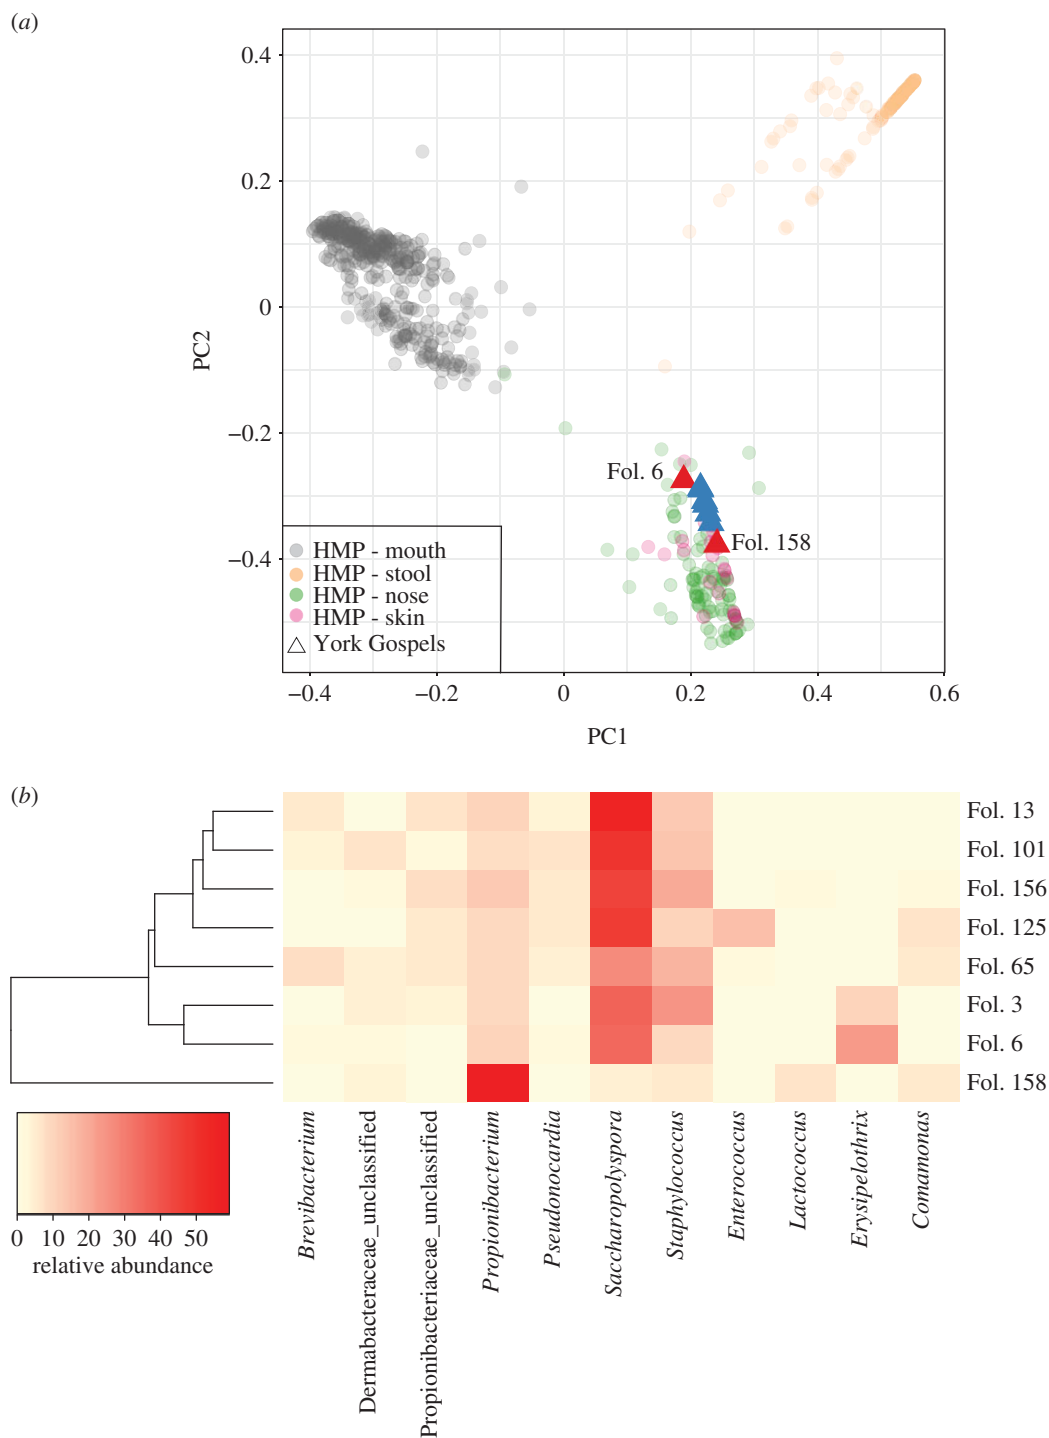 (a)
0.4
0.2
0
−0.2
−0.4
PC2
Fol. 6
Fol. 158
HMP - mouth
HMP - stool
HMP - nose
HMP - skin
York Gospels
−0.4 −0.2 0 0.2 0.4 0.6
PC1
(b)
Fol. 13
Fol. 101
Fol. 156
Fol. 125
Fol. 65
Fol. 3
Fol. 6
Fol. 158
0 10 20 30 40 50
relative abundance
Brevibacterium
Dermabacteraceae_unclassified
Propionibacteriaceae_unclassified
Propionibacterium
Pseudonocardia
Saccharopolyspora
Staphylococcus
Enterococcus
Lactococcus
Erysipelothrix
Comamonas